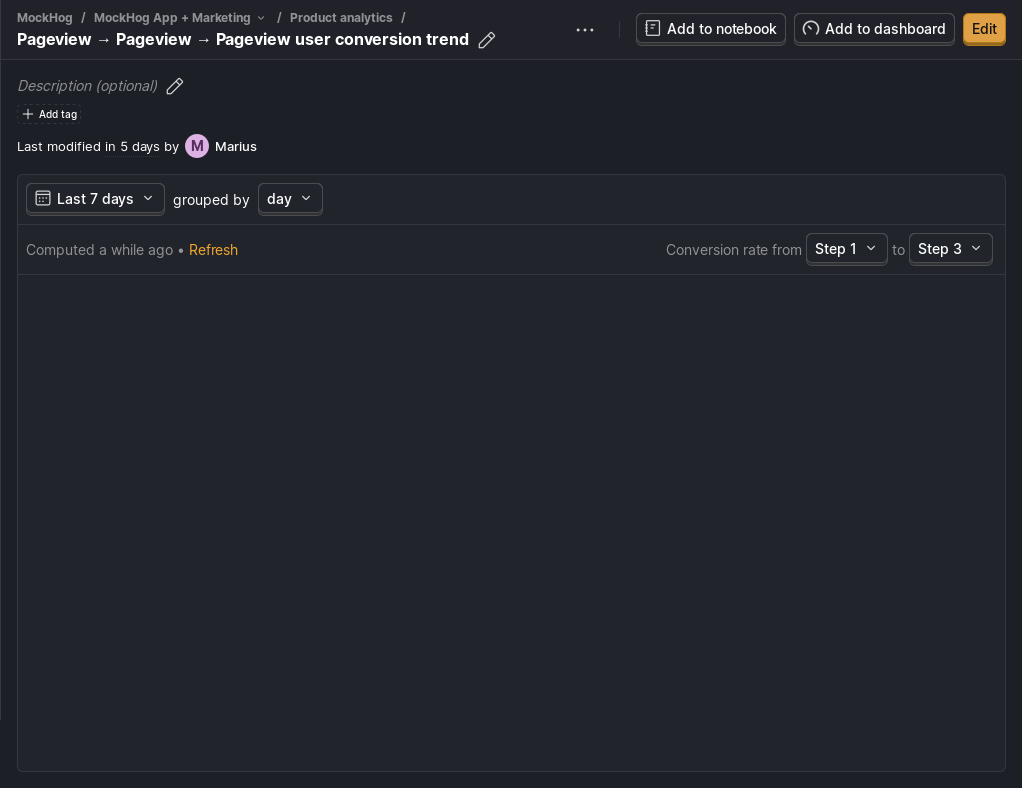 MockHog / MockHog App + Marketing / Product analytics /
Pageview → Pageview → Pageview user conversion trend
Add to notebook
Add to dashboard
Edit
Description (optional)
Add tag
Last modified in 5 days by M Marius
Last 7 days grouped by day
Computed a while ago • Refresh
Conversion rate from Step 1 to Step 3